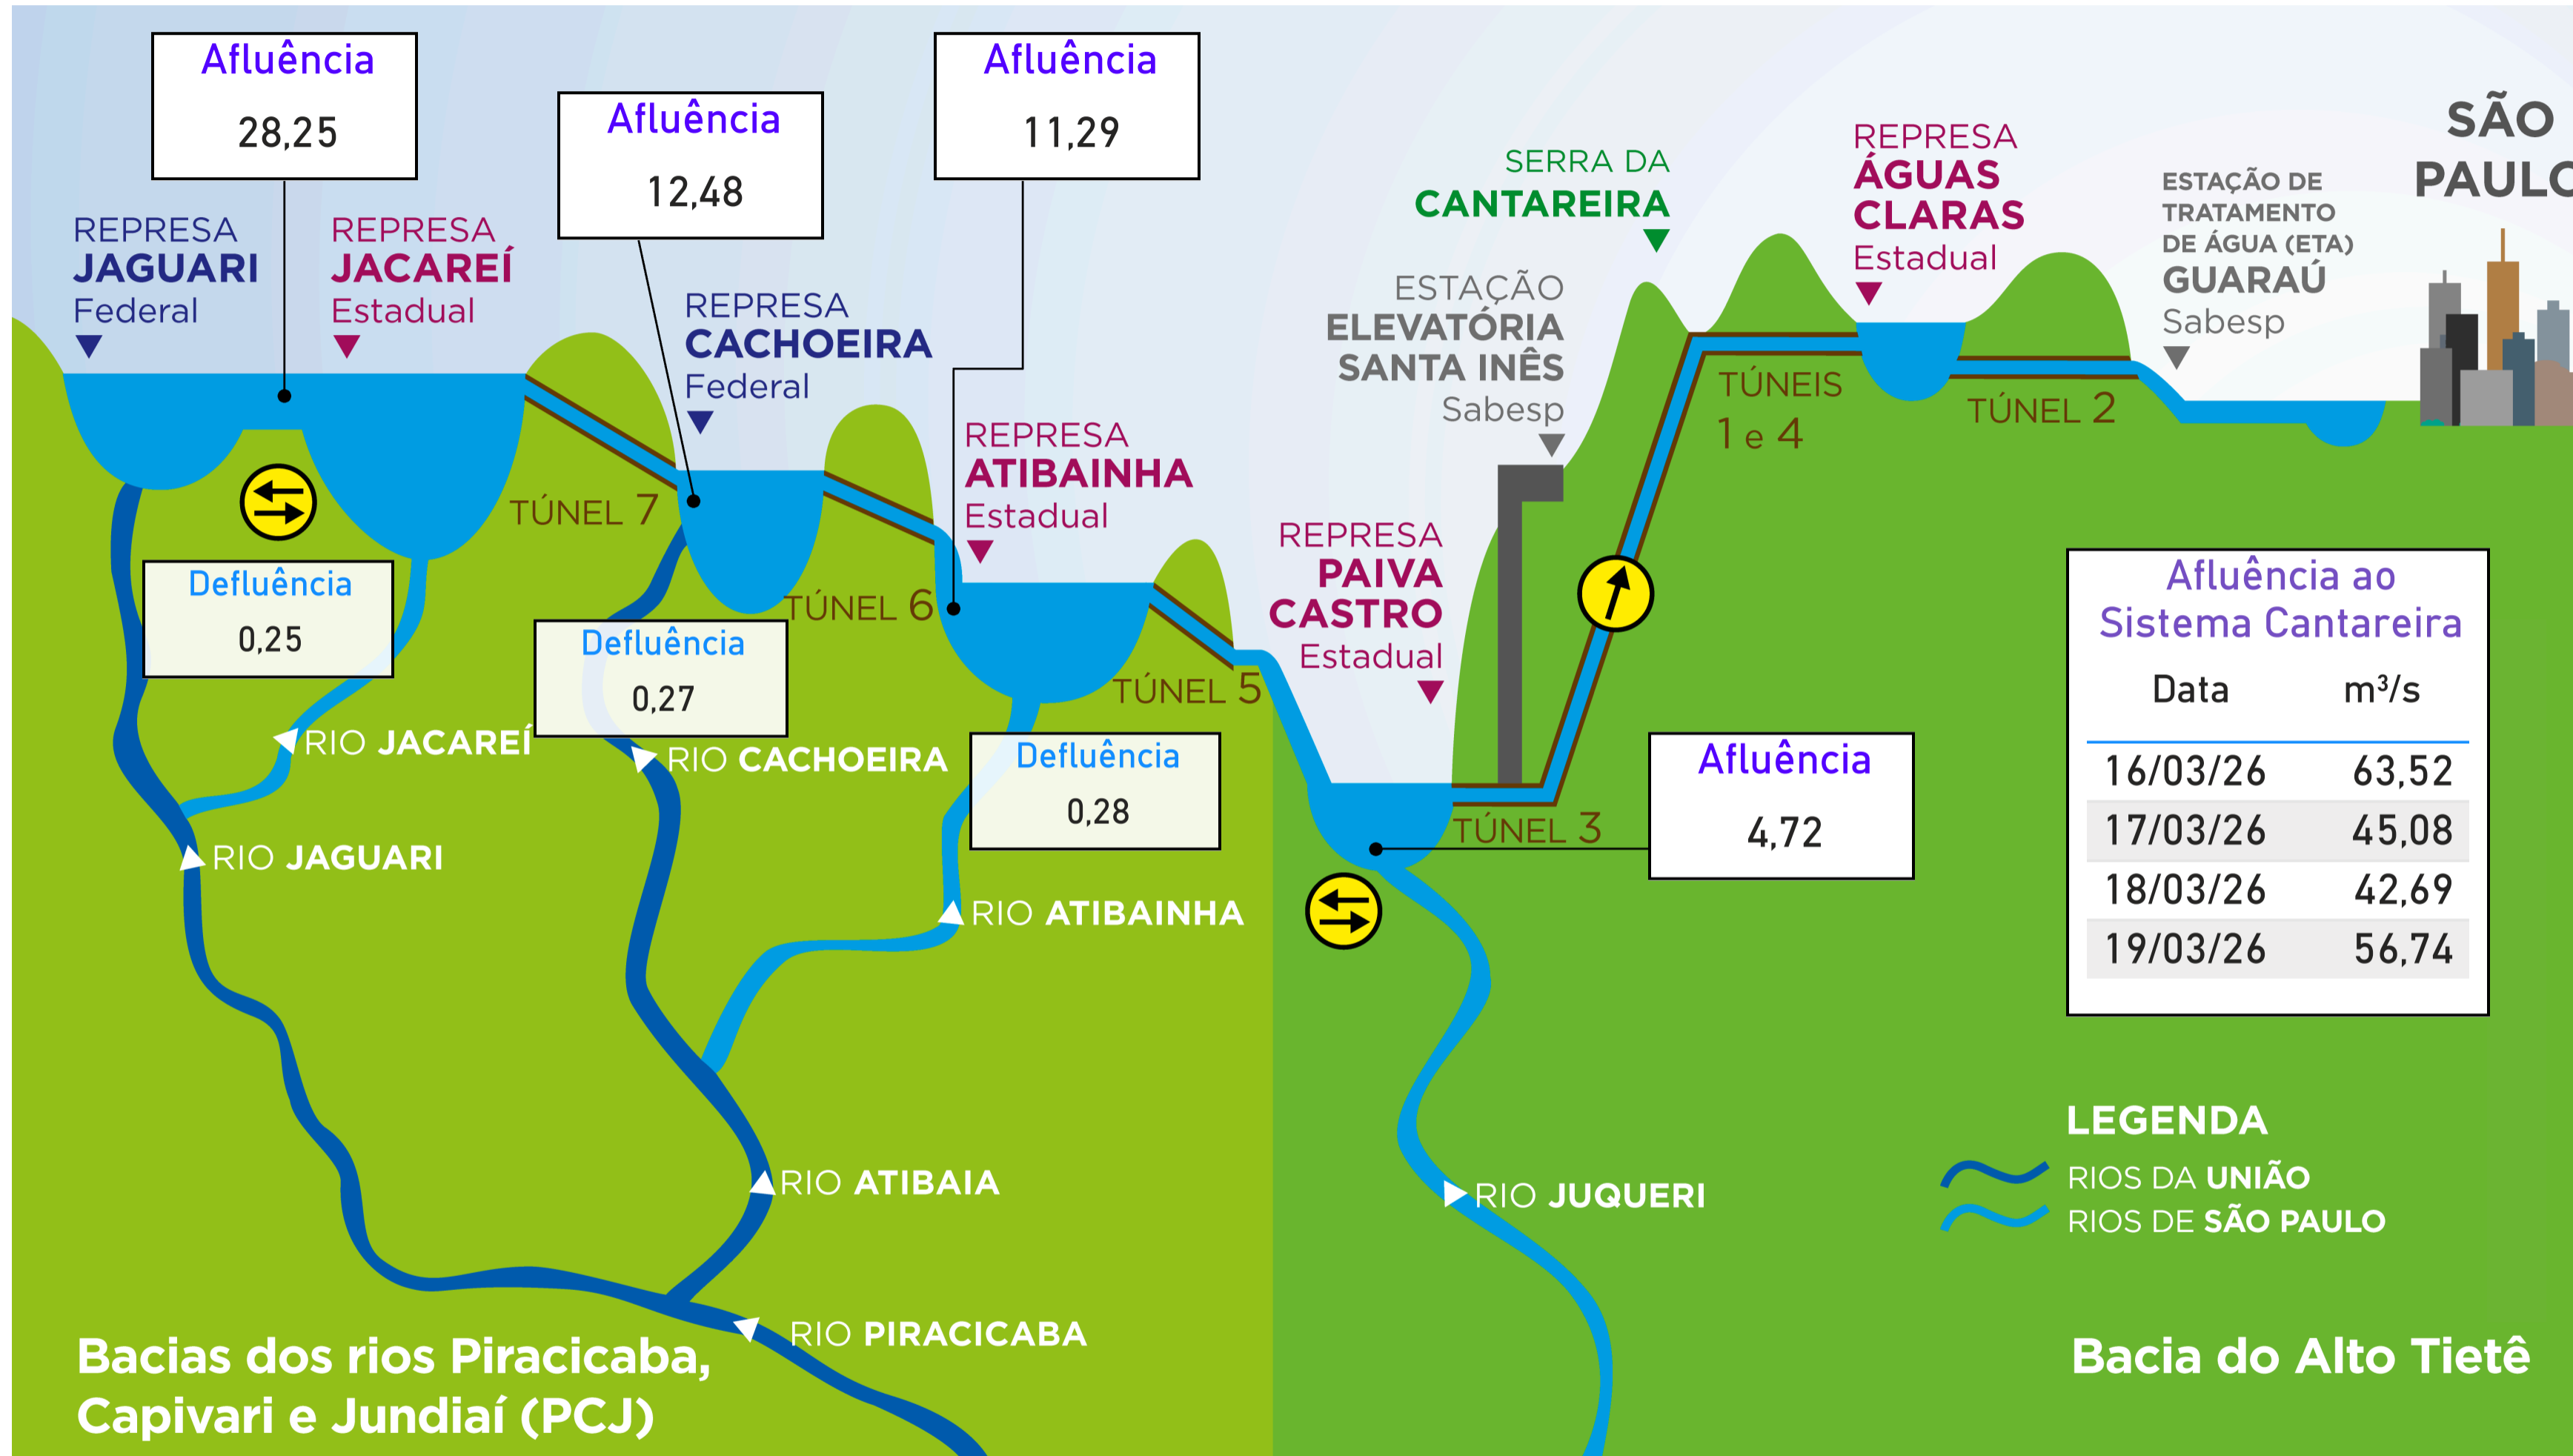 Afluência
28,25
Afluência
12,48
Afluência
11,29
REPRESA
JAGUARI
Federal
REPRESA
JACAREÍ
Estadual
REPRESA
CACHOEIRA
Federal
REPRESA
ATIBAINHA
Estadual
SERRA DA
CANTAREIRA
ESTAÇÃO
ELEVATÓRIA
SANTA INÊS
Sabesp
REPRESA
ÁGUAS
CLARAS
Estadual
ESTAÇÃO DE
TRATAMENTO
DE ÁGUA (ETA)
GUARAÚ
Sabesp
SÃO
PAULO
TÚNEL 7
TÚNEL 6
TÚNEL 5
REPRESA
PAIVA
CASTRO
Estadual
TÚNEIS
1 e 4
TÚNEL 2
TÚNEL 3
Defluência
0,25
Defluência
0,27
Defluência
0,28
Afluência
4,72
Afluência ao
Sistema Cantareira
Data m³/s
16/03/26 63,52
17/03/26 45,08
18/03/26 42,69
19/03/26 56,74
RIO JACAREÍ
RIO CACHOEIRA
RIO JAGUARI
RIO ATIBAINHA
RIO ATIBAIA
RIO JUQUERI
RIO PIRACICABA
LEGENDA
RIOS DA UNIÃO
RIOS DE SÃO PAULO
Bacias dos rios Piracicaba,
Capivari e Jundiaí (PCJ)
Bacia do Alto Tietê